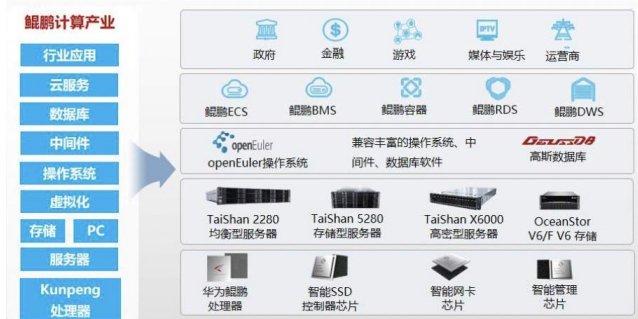 鲲鹏计算产业
行业应用
云服务
数据库
中间件
操作系统
虚拟化
存储 PC
服务器
Kunpeng
处理器
IPTV
政府 金融 游戏 媒体与娱乐 运营商
鲲鹏ECS 鲲鹏BMS 鲲鹏容器 鲲鹏RDS 鲲鹏DWS
openEuler
openEuler操作系统
兼容丰富的操作系统、中
间件、数据库软件
GaussDB
高斯数据库
TaiShan 2280
均衡型服务器
TaiShan 5280
存储型服务器
TaiShan X6000
高密型服务器
OceanStor
V6/F V6 存储
华为鲲鹏
处理器
智能SSD
控制器芯片
智能网卡
芯片
智能管理
芯片